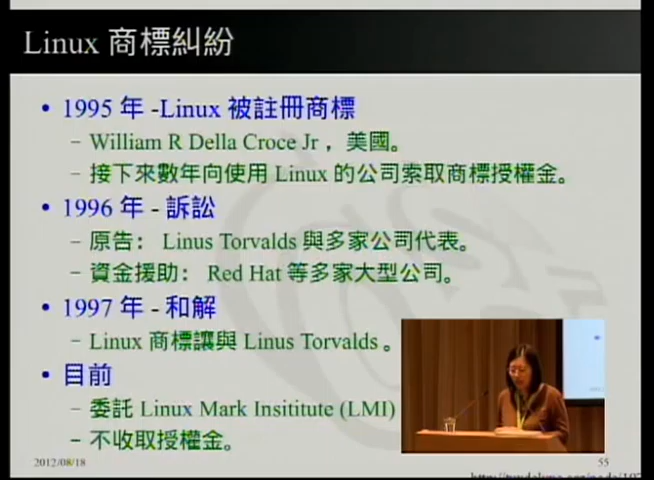 Linux 商標糾紛
• 1995 年 -Linux 被註冊商標
– William R Della Croce Jr ，美國。
– 接下來數年向使用 Linux 的公司索取商標授權金。
• 1996 年 - 訴訟
– 原告： Linus Torvalds 與多家公司代表。
– 資金援助： Red Hat 等多家大型公司。
• 1997 年 - 和解
– Linux 商標讓與 Linus Torvalds 。
• 目前
– 委託 Linux Mark Insititute (LMI)
– 不收取授權金。
2012/08/18
55